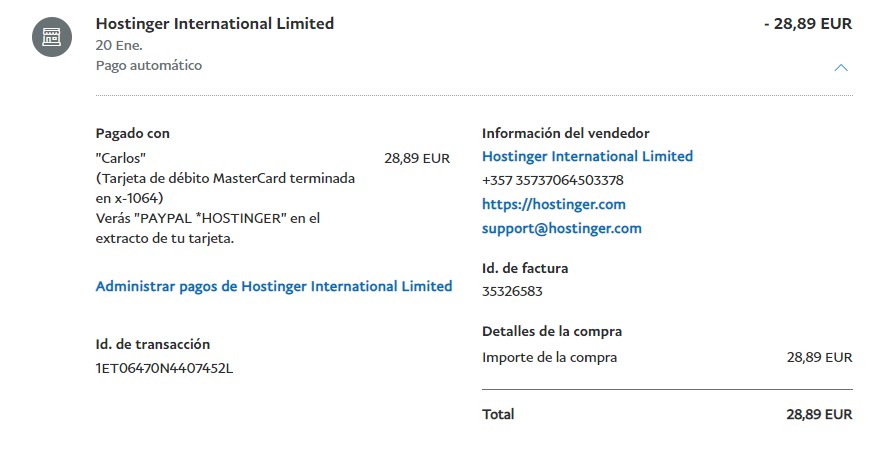 Hostinger International Limited
- 28,89 EUR
20 Ene.
Pago automático
Pagado con
"Carlos"
28,89 EUR
(Tarjeta de débito MasterCard terminada
en x-1064)
Verás "PAYPAL *HOSTINGER" en el
extracto de tu tarjeta.
Administrar pagos de Hostinger International Limited
Id. de transacción
1ET06470N4407452L
Información del vendedor
Hostinger International Limited
+357 35737064503378
https://hostinger.com
support@hostinger.com
Id. de factura
35326583
Detalles de la compra
Importe de la compra
28,89 EUR
Total
28,89 EUR